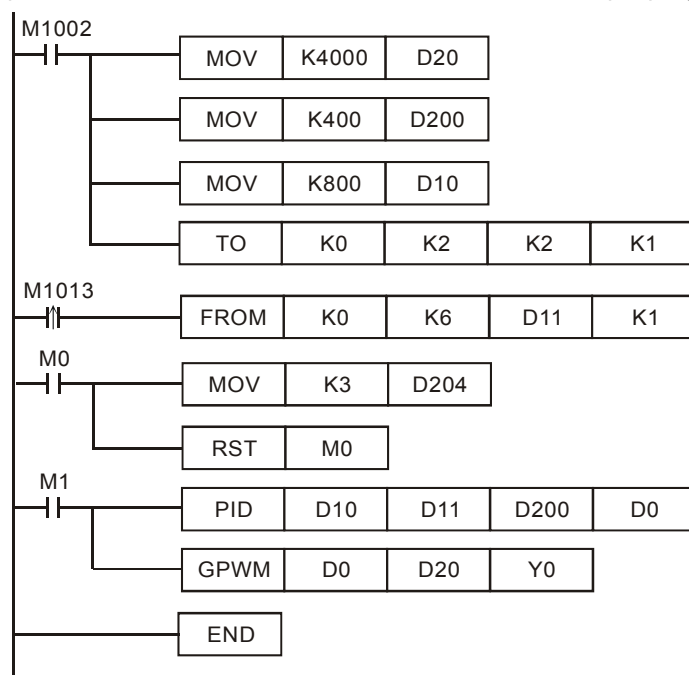 M1002
MOV K4000 D20
MOV K400 D200
MOV K800 D10
TO K0 K2 K2 K1
M1013
FROM K0 K6 D11 K1
M0
MOV K3 D204
RST M0
M1
PID D10 D11 D200 D0
GPWM D0 D20 Y0
END